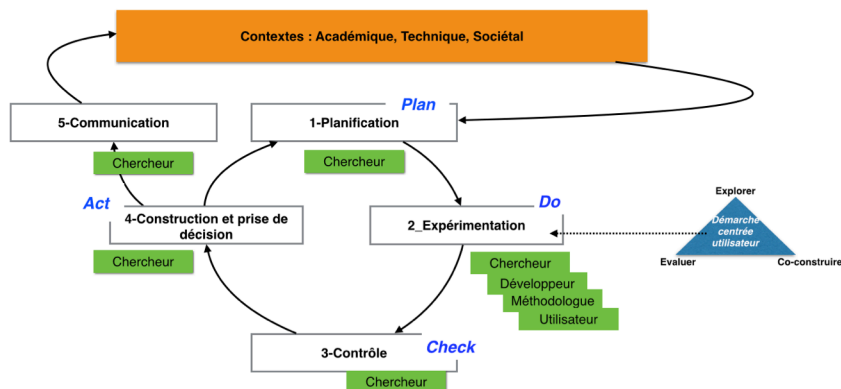 Contextes : Académique, Technique, Sociétal
Plan
5-Communication
1-Planification
Chercheur
Chercheur
Act
Do
4-Construction et prise de
décision
2_Expérimentation
Explorer
Démarche
centrée
utilisateur
Evaluer
Co-construire
Chercheur
Chercheur
Développeur
Méthodologue
Utilisateur
Check
3-Contrôle
Chercheur